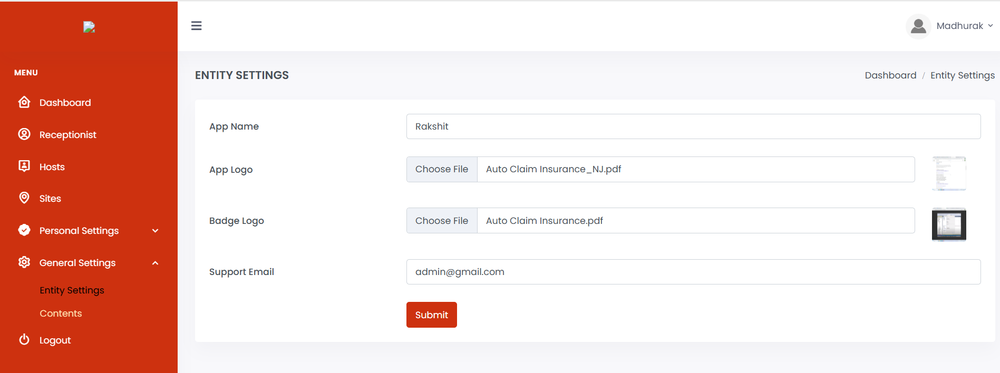 Madhurak
MENU
Dashboard
Receptionist
Hosts
Sites
Personal Settings
General Settings
Entity Settings
Contents
Logout
ENTITY SETTINGS
Dashboard / Entity Settings
App Name
Rakshit
App Logo
Choose File Auto Claim Insurance_NJ.pdf
Badge Logo
Choose File Auto Claim Insurance.pdf
Support Email
admin@gmail.com
Submit